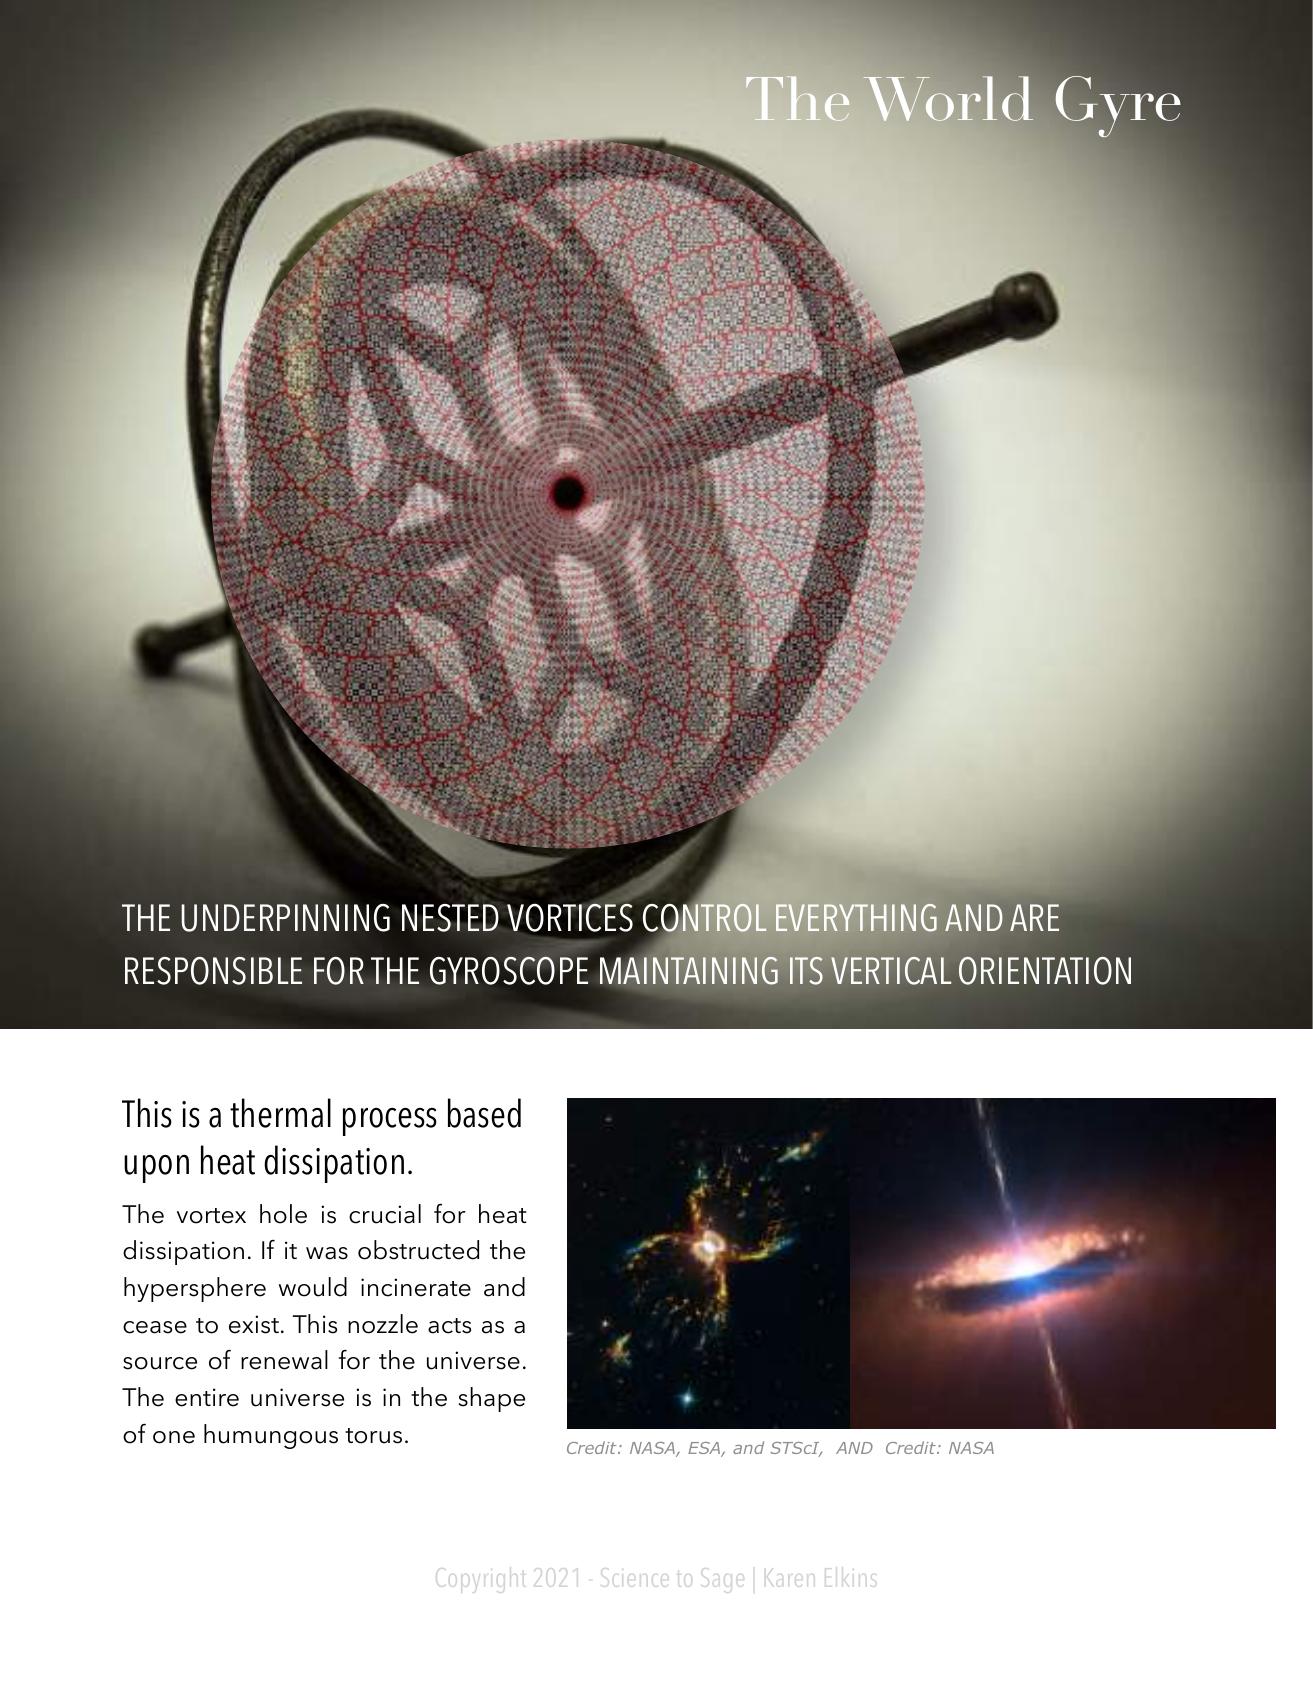 The World Gyre
THE UNDERPINNING NESTED VORTICES CONTROL EVERYTHING AND ARE
RESPONSIBLE FOR THE GYROSCOPE MAINTAINING ITS VERTICAL ORIENTATION
This is a thermal process based
upon heat dissipation.
The vortex hole is crucial for heat
dissipation. If it was obstructed the
hypersphere would incinerate and
cease to exist. This nozzle acts as a
source of renewal for the universe.
The entire universe is in the shape
of one humungous torus.
Credit: NASA, ESA, and STScI,  AND  Credit: NASA
Copyright 2021 - Science to Sage | Karen Elkins